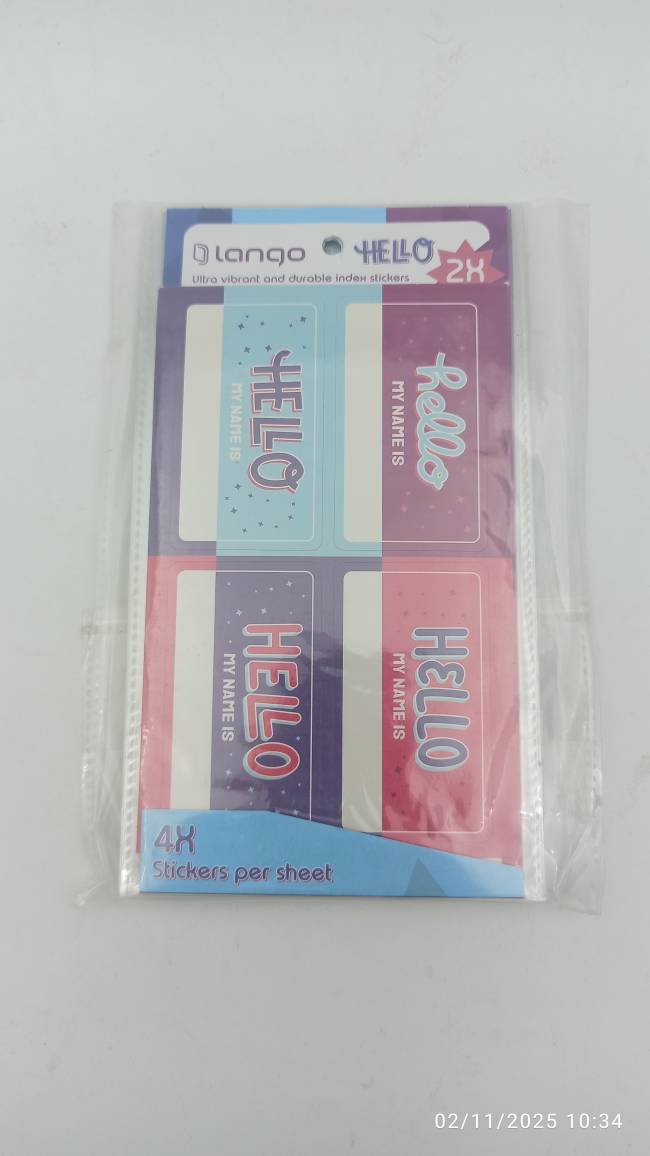 lango HELLO
Ultra vibrant and durable index stickers
2X
HELLO
MY NAME IS
hello
MY NAME IS
HELLO
MY NAME IS
HELLO
MY NAME IS
4X
Stickers per sheet
02/11/2025 10:34